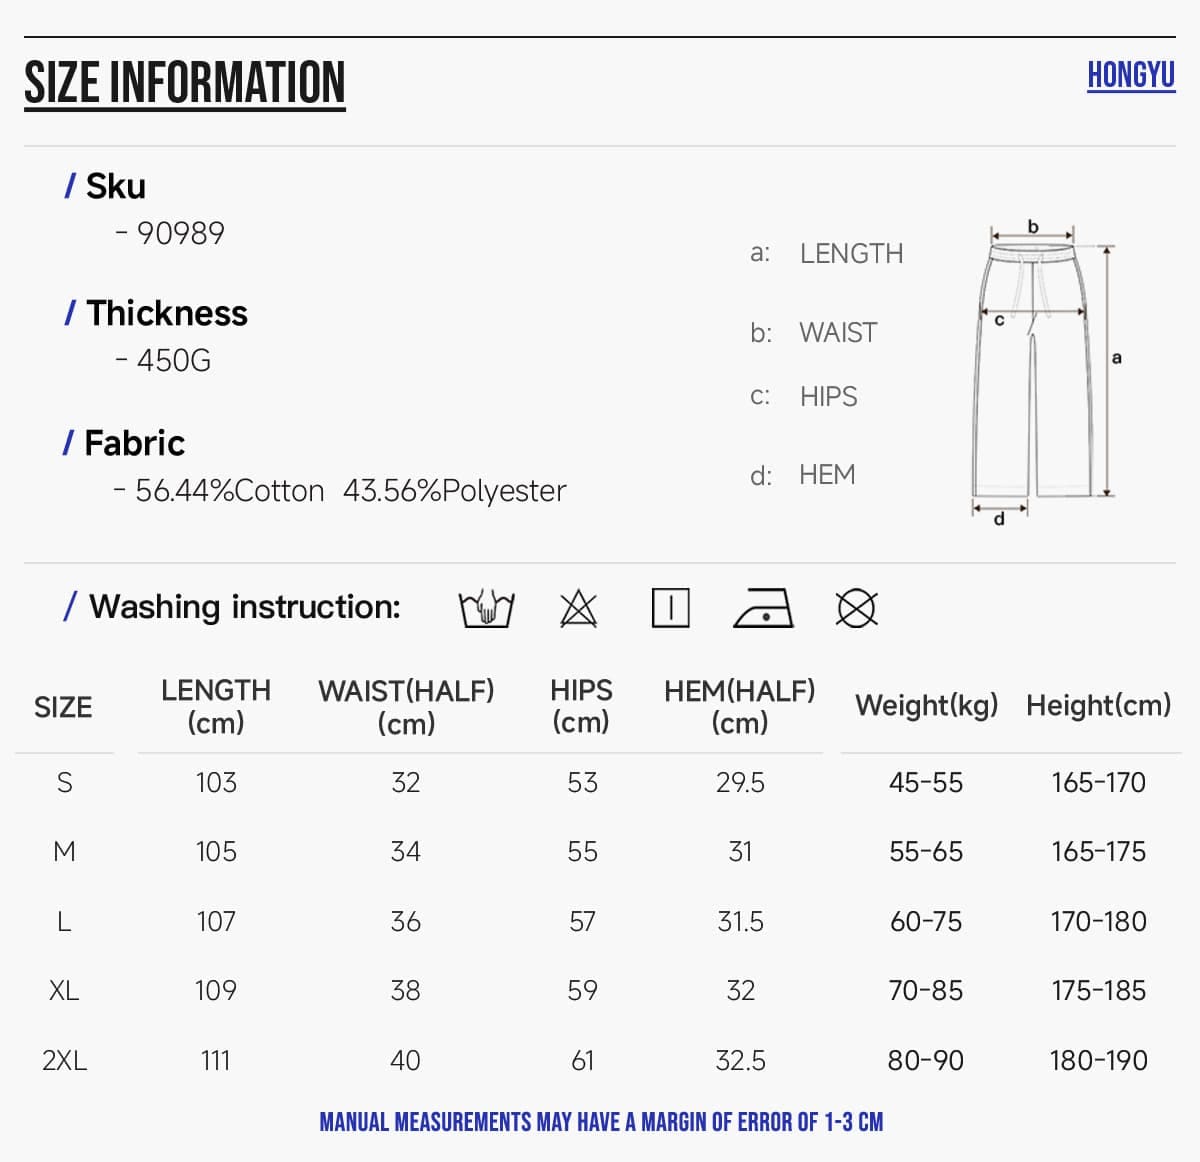 SIZE INFORMATION
HONGYU
/ Sku
- 90989
/ Thickness
- 450G
/ Fabric
- 56.44%Cotton 43.56%Polyester
a: LENGTH
b: WAIST
c: HIPS
d: HEM
b
c
a
d
/ Washing instruction:
SIZE LENGTH (cm) WAIST(HALF) (cm) HIPS (cm) HEM(HALF) (cm) Weight(kg) Height(cm)
S 103 32 53 29.5 45-55 165-170
M 105 34 55 31 55-65 165-175
L 107 36 57 31.5 60-75 170-180
XL 109 38 59 32 70-85 175-185
2XL 111 40 61 32.5 80-90 180-190
MANUAL MEASUREMENTS MAY HAVE A MARGIN OF ERROR OF 1-3 CM